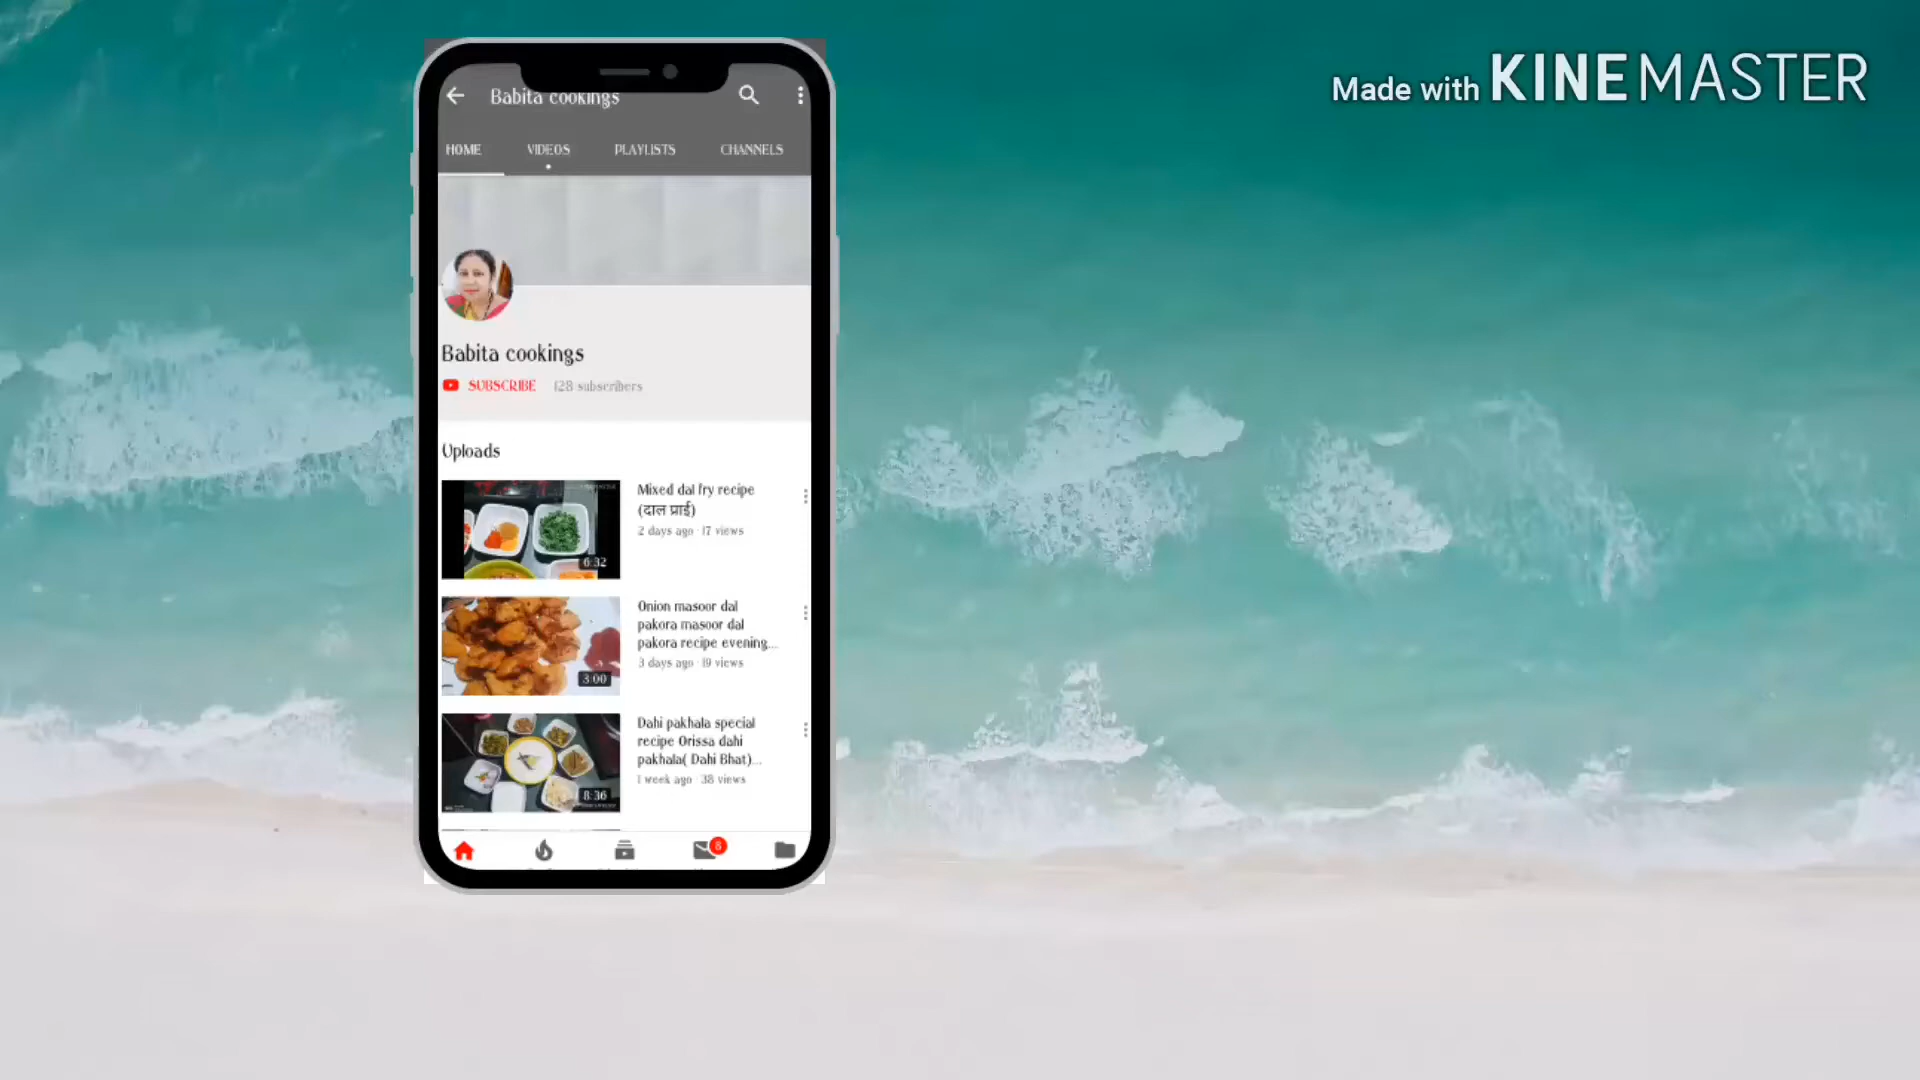 Made with KINEMASTER
Babita cookings
HOME VIDEOS PLAYLISTS CHANNELS
Babita cookings
SUBSCRIBE 128 subscribers
Uploads
Mixed dal fry recipe
(दाल प्राई)
2 days ago · 17 views
6:32
Onion masoor dal
pakora masoor dal
pakora recipe evening...
3 days ago · 19 views
3:00
Dahi pakhala special
recipe Orissa dahi
pakhala( Dahi Bhat)...
1 week ago · 38 views
8:36
8